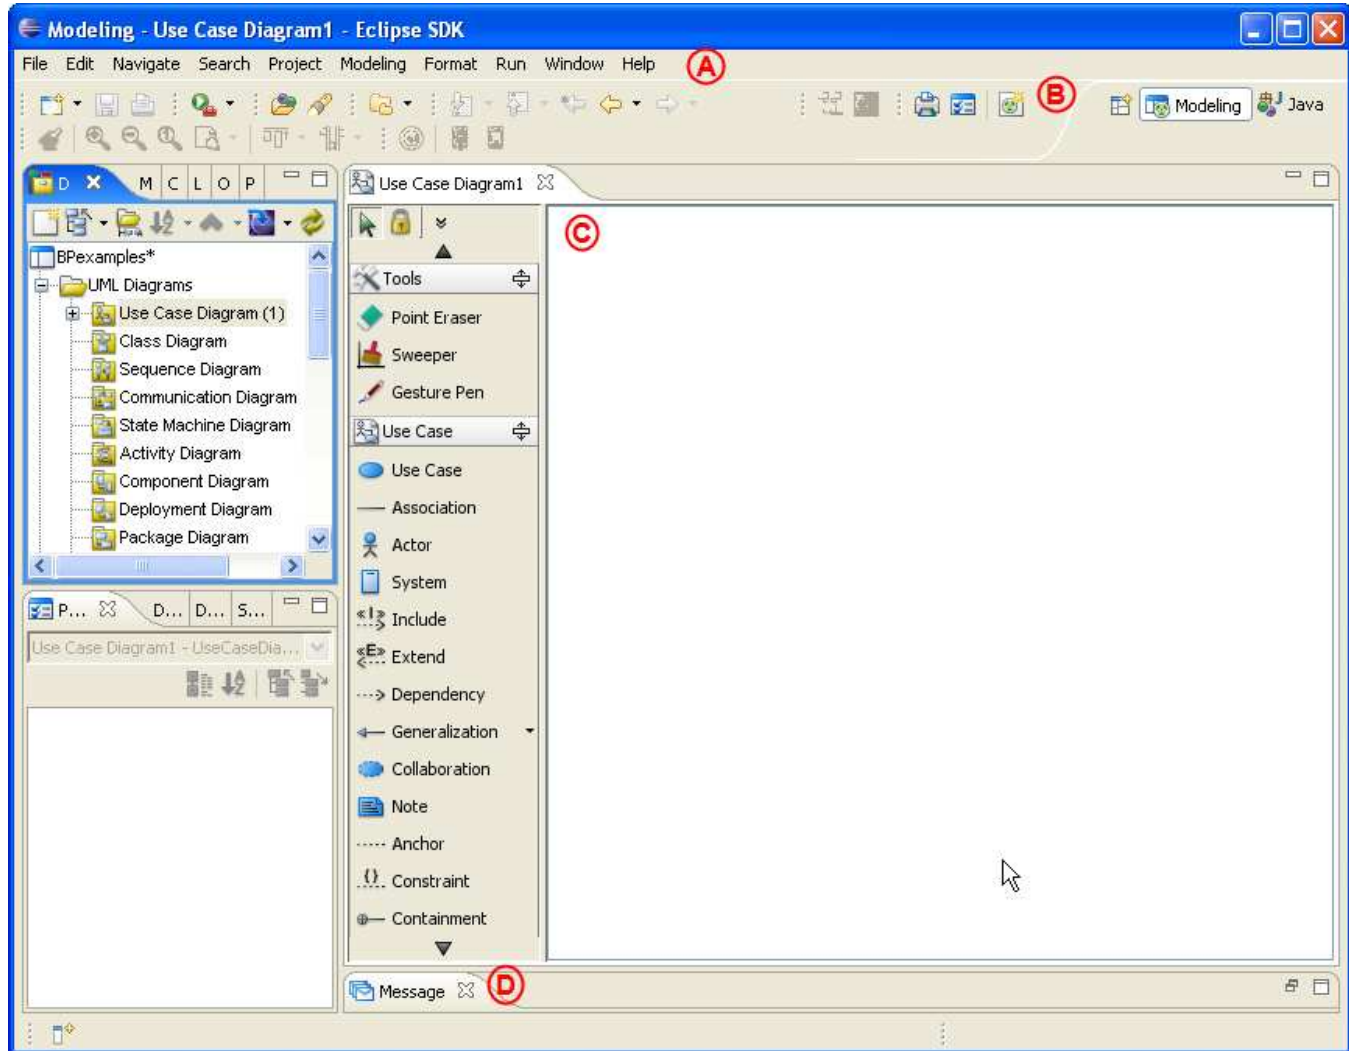 Modeling - Use Case Diagram1 - Eclipse SDK
File Edit Navigate Search Project Modeling Format Run Window Help A
B Modeling Java
D M C L O P
Use Case Diagram1
C
BPexamples*
UML Diagrams
Use Case Diagram (1)
Class Diagram
Sequence Diagram
Communication Diagram
State Machine Diagram
Activity Diagram
Component Diagram
Deployment Diagram
Package Diagram
Tools
Point Eraser
Sweeper
Gesture Pen
Use Case
Use Case
Association
Actor
System
«I» Include
«E» Extend
Dependency
Generalization
Collaboration
Note
Anchor
{} Constraint
Containment
P... D... D... S...
Use Case Diagram1 - UseCaseDia...
Message D